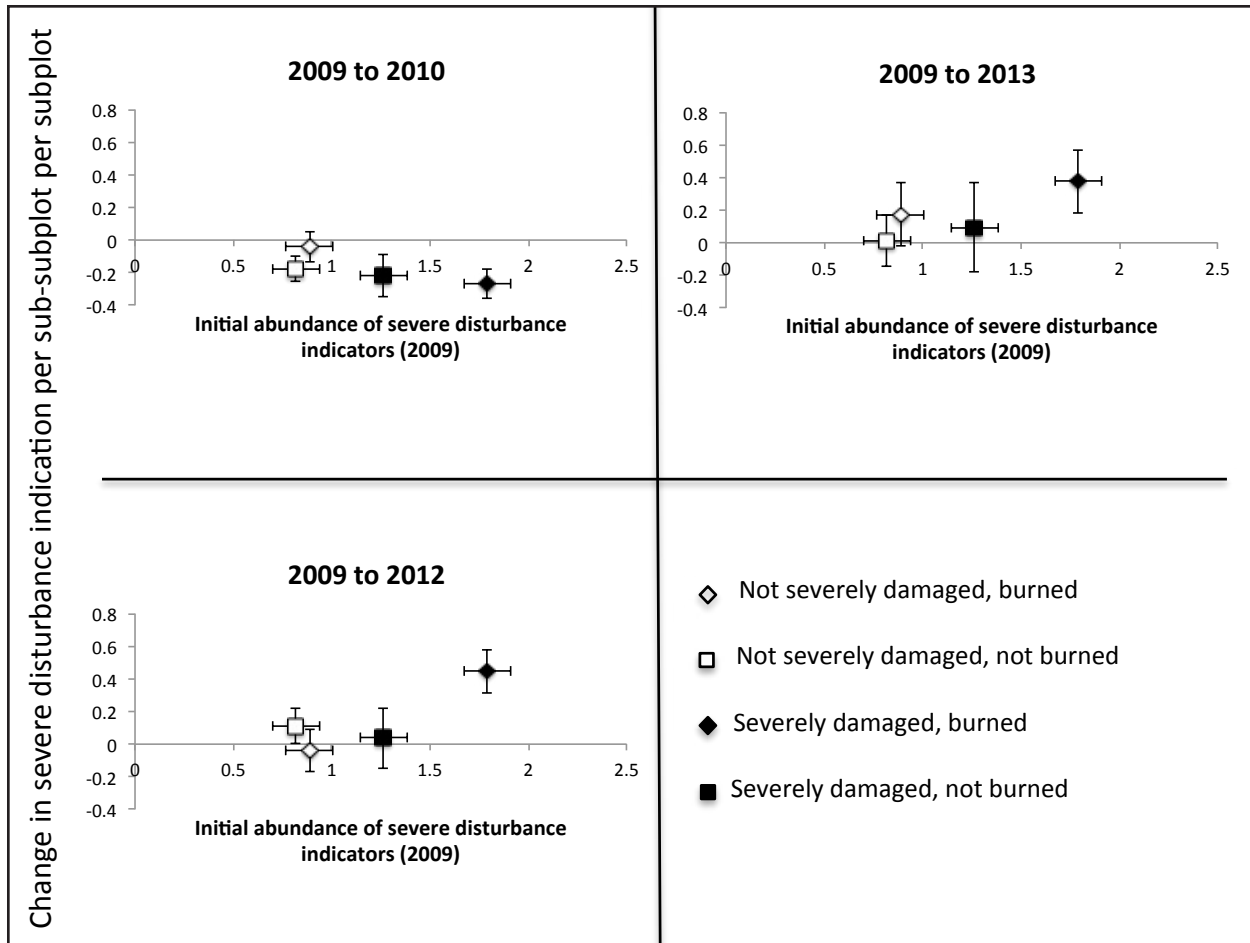 Change in severe disturbance indication per sub-subplot per subplot
2009 to 2010
0.8
0.6
0.4
0.2
0
-0.2
-0.4
0 0.5 1 1.5 2 2.5
Initial abundance of severe disturbance
indicators (2009)
2009 to 2013
0.8
0.6
0.4
0.2
0
-0.2
-0.4
0 0.5 1 1.5 2 2.5
Initial abundance of severe disturbance
indicators (2009)
2009 to 2012
0.8
0.6
0.4
0.2
0
-0.2
-0.4
0 0.5 1 1.5 2 2.5
Initial abundance of severe disturbance
indicators (2009)
Not severely damaged, burned
Not severely damaged, not burned
Severely damaged, burned
Severely damaged, not burned